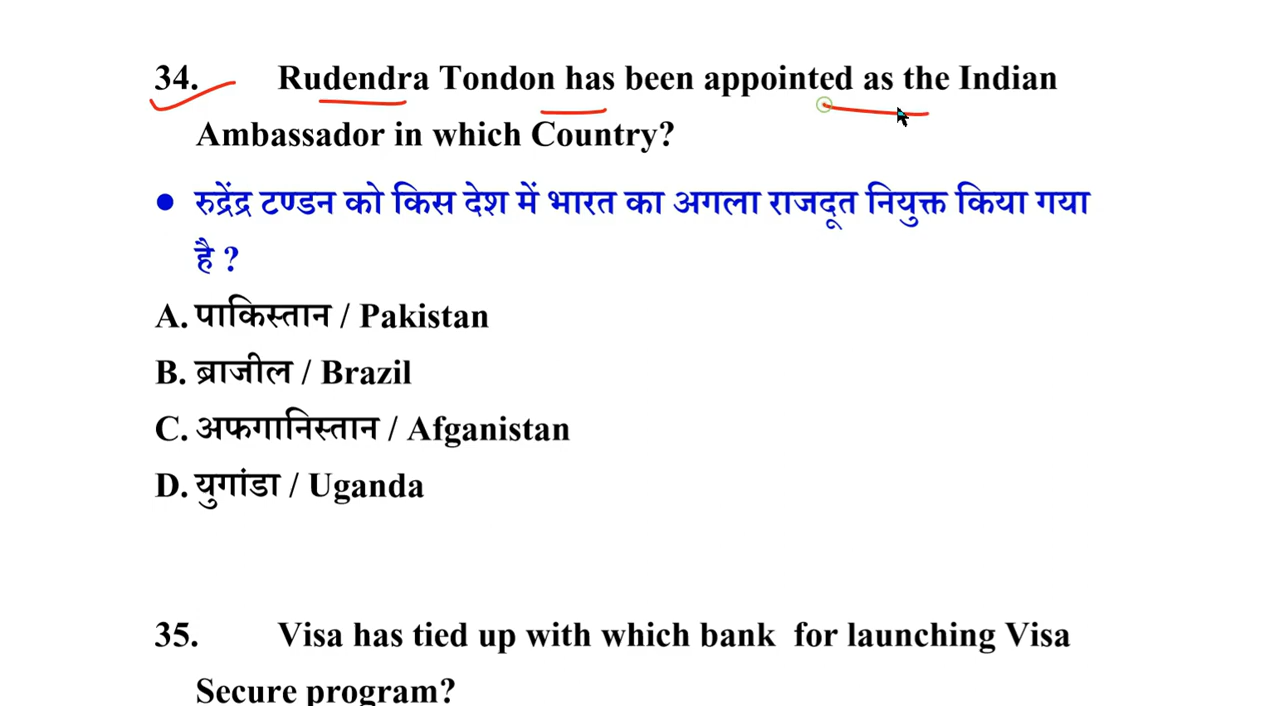 34. Rudendra Tondon has been appointed as the Indian
Ambassador in which Country?
• रुद्रेंद्र टण्डन को किस देश में भारत का अगला राजदूत नियुक्त किया गया
है ?
A. पाकिस्तान / Pakistan
B. ब्राजील / Brazil
C. अफगानिस्तान / Afganistan
D. युगांडा / Uganda
35. Visa has tied up with which bank for launching Visa
Secure program?